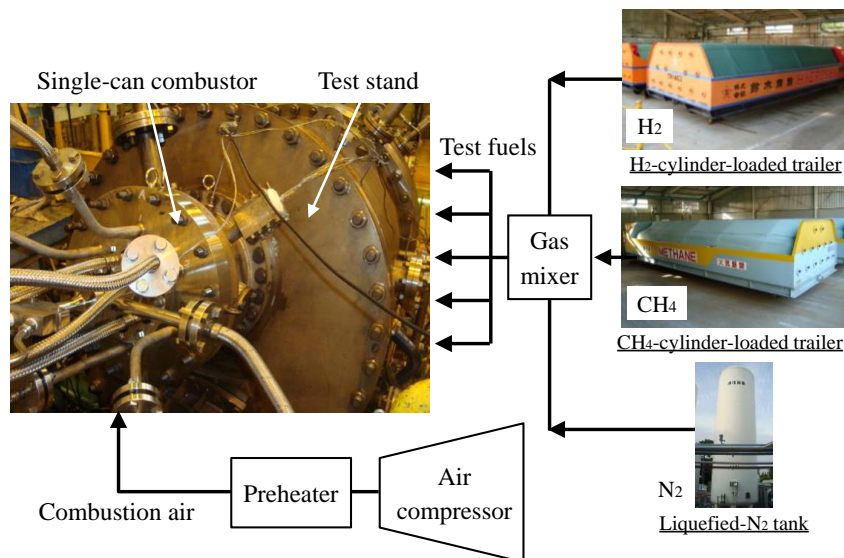 Single-can combustor
Test stand
Test fuels
Gas
mixer
H2
H2-cylinder-loaded trailer
METHANE
CH4
CH4-cylinder-loaded trailer
N2
Liquefied-N2 tank
Combustion air
Preheater
Air
compressor